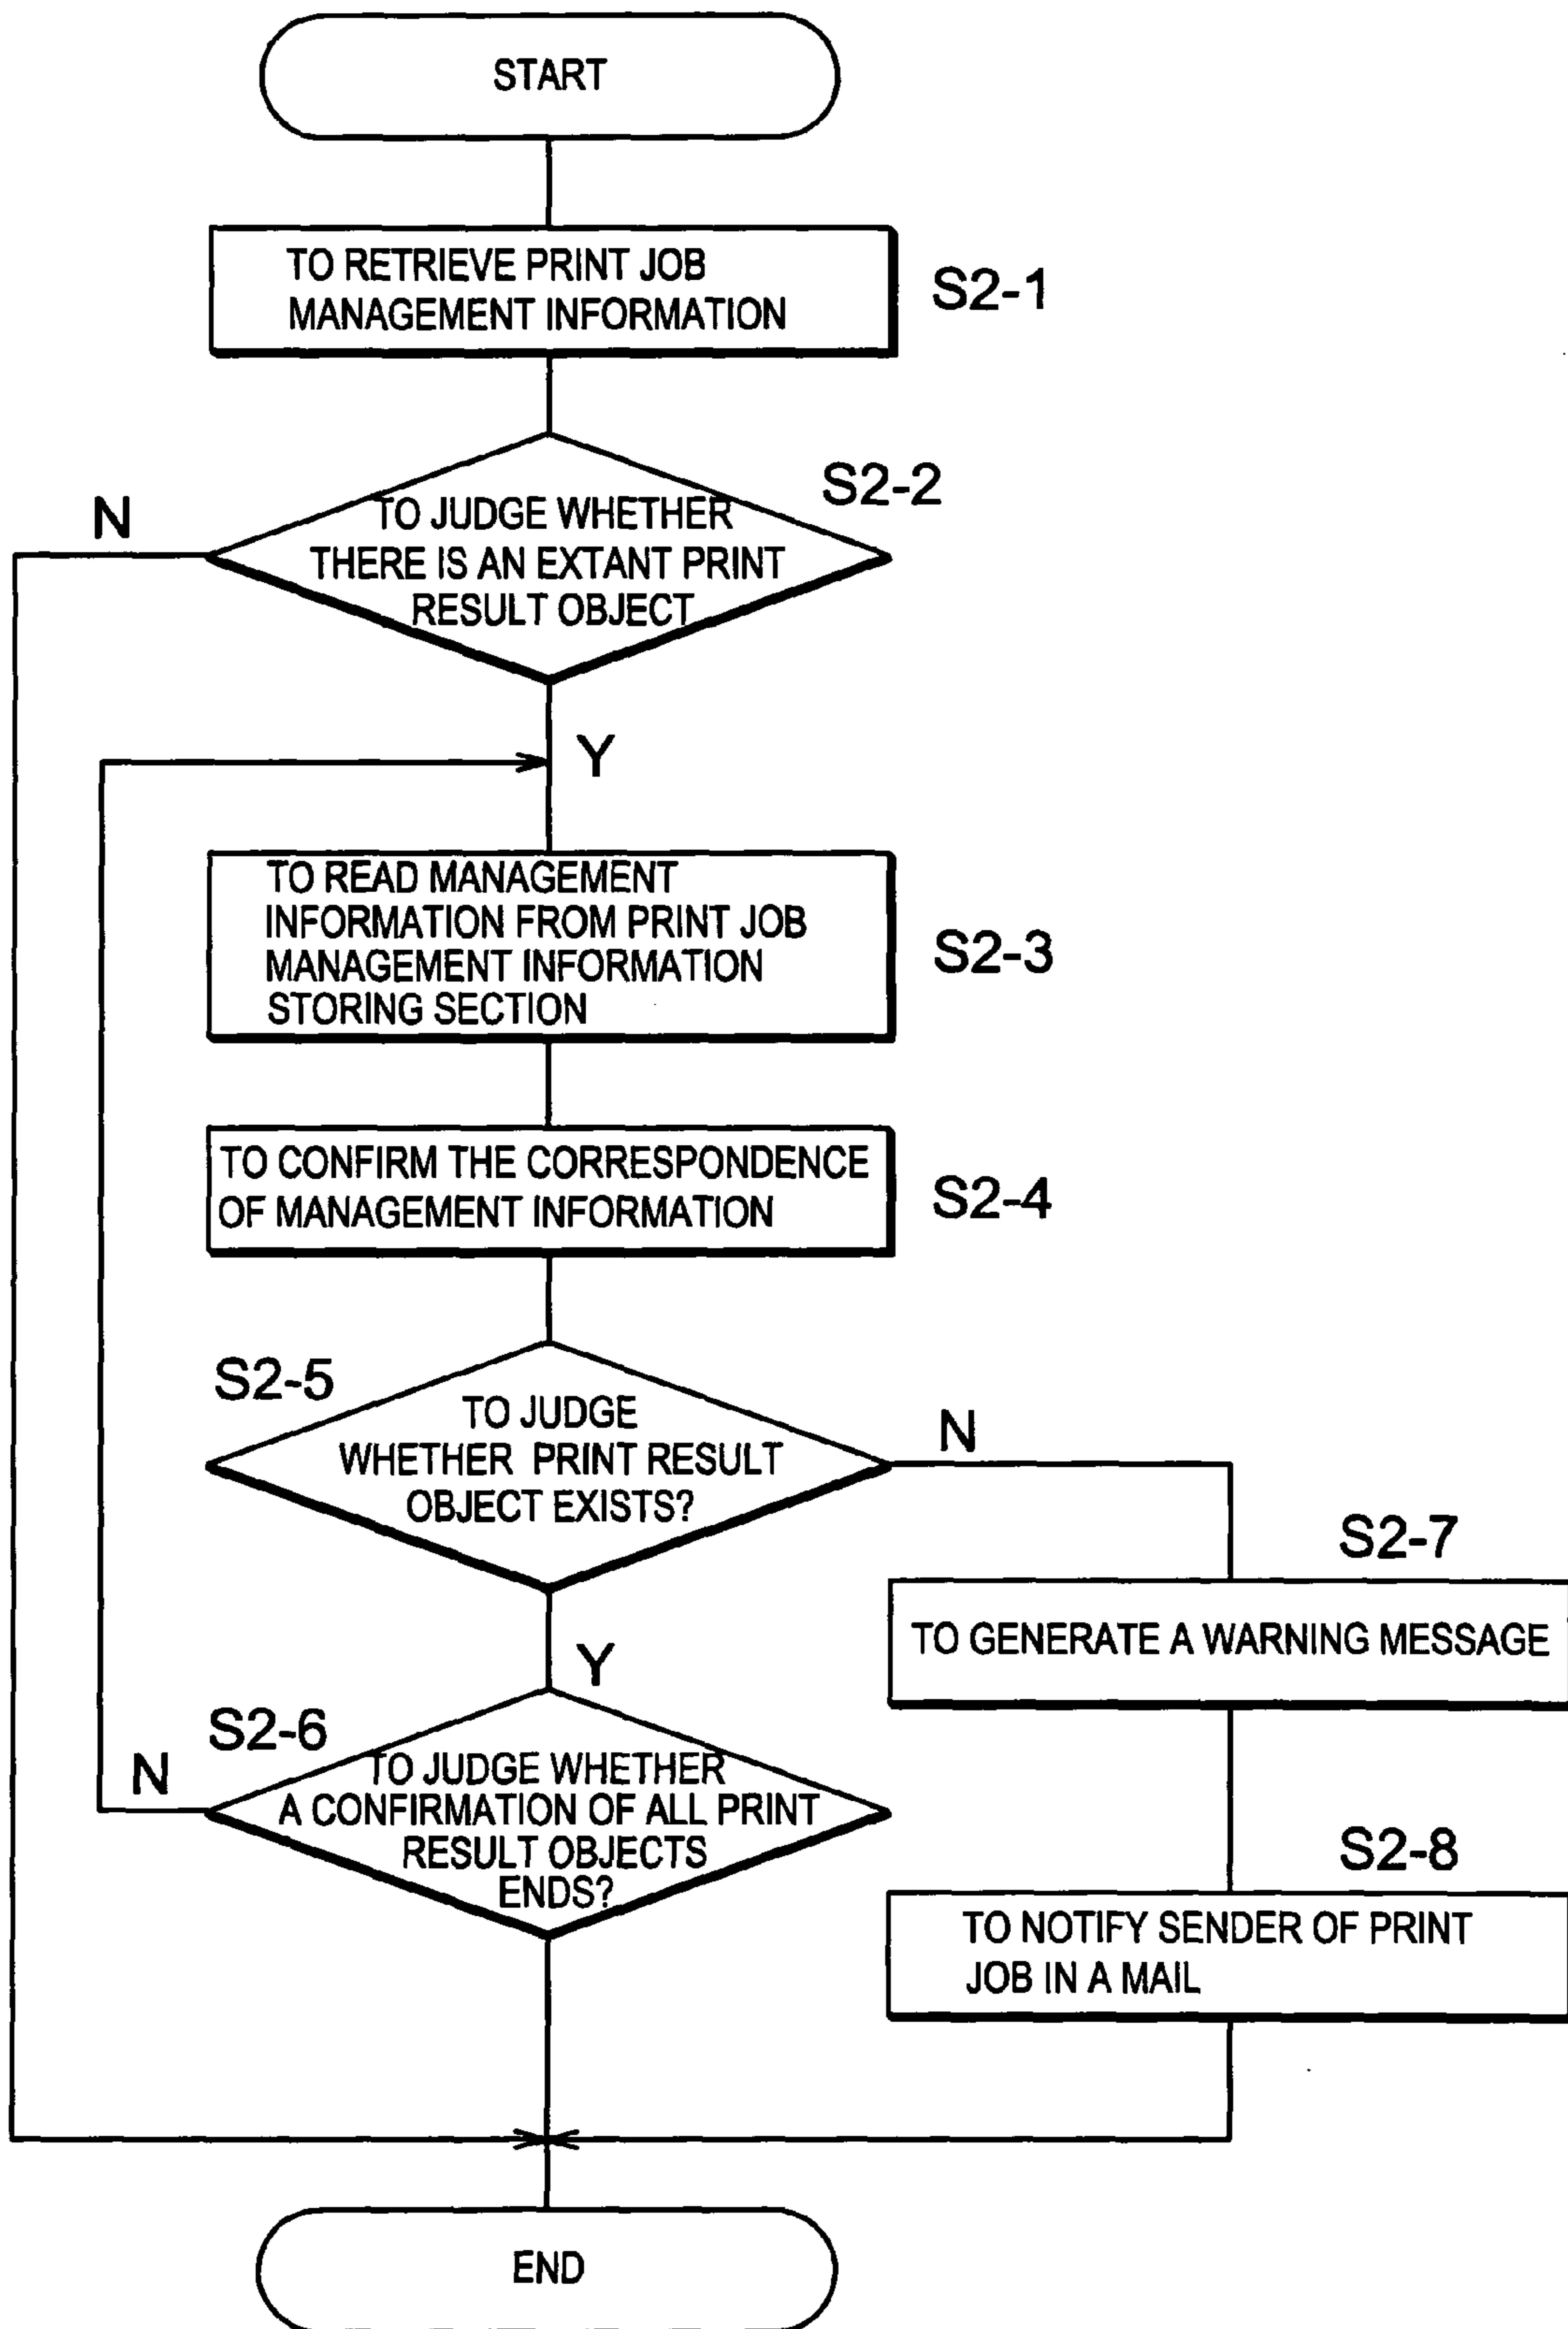 START
TO RETRIEVE PRINT JOB
MANAGEMENT INFORMATION
S2-1
S2-2
N
TO JUDGE WHETHER
THERE IS AN EXTANT PRINT
RESULT OBJECT
Y
TO READ MANAGEMENT
INFORMATION FROM PRINT JOB
MANAGEMENT INFORMATION
STORING SECTION
S2-3
TO CONFIRM THE CORRESPONDENCE
OF MANAGEMENT INFORMATION
S2-4
S2-5
TO JUDGE
WHETHER PRINT RESULT
OBJECT EXISTS?
N
Y
S2-7
TO GENERATE A WARNING MESSAGE
S2-6
N
TO JUDGE WHETHER
A CONFIRMATION OF ALL PRINT
RESULT OBJECTS
ENDS?
S2-8
TO NOTIFY SENDER OF PRINT
JOB IN A MAIL
END